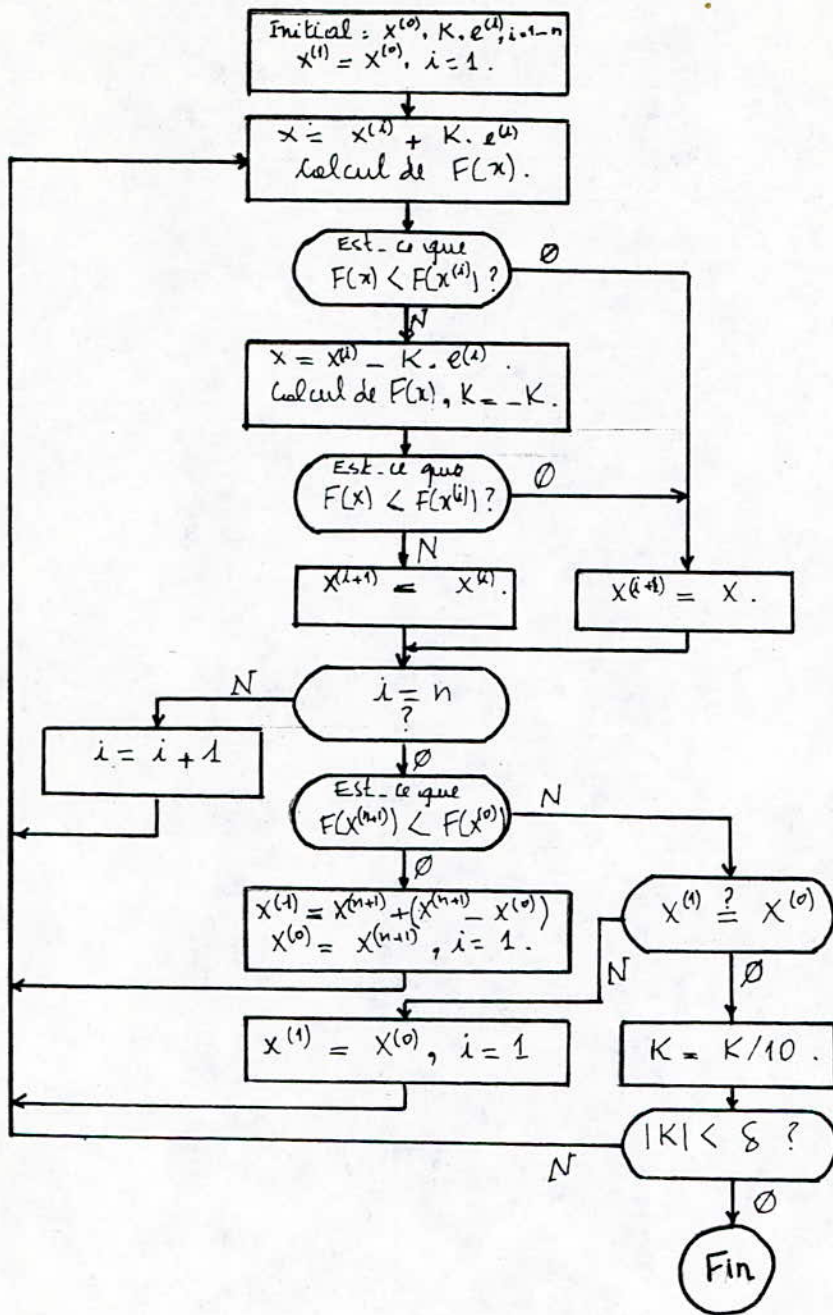 Initial : x⁽⁰⁾. K. e⁽ⁱ⁾, i=1-n
x⁽¹⁾ = x⁽⁰⁾. i = 1.
x = x⁽ⁱ⁾ + K. e⁽ⁱ⁾
Calcul de F(x).
Est-ce que
F(x) < F(x⁽ⁱ⁾) ?
Ø
N
x = x⁽ⁱ⁾ - K. e⁽ⁱ⁾.
Calcul de F(x), K = -K.
Est-ce que
F(x) < F(x⁽ⁱ⁾) ?
Ø
N
x⁽ⁱ⁺¹⁾ = x⁽ⁱ⁾.
x⁽ⁱ⁺¹⁾ = x.
i = n
?
N
i = i + 1
Ø
Est-ce que
F(x⁽ⁿ⁺¹⁾) < F(x⁽⁰⁾)
N
Ø
x⁽¹⁾ = x⁽ⁿ⁺¹⁾ + (x⁽ⁿ⁺¹⁾ - x⁽⁰⁾)
x⁽⁰⁾ = x⁽ⁿ⁺¹⁾, i = 1.
x⁽¹⁾ ≟ x⁽⁰⁾
N
Ø
x⁽¹⁾ = x⁽⁰⁾, i = 1
K = K/10.
|K| < δ ?
N
Ø
Fin